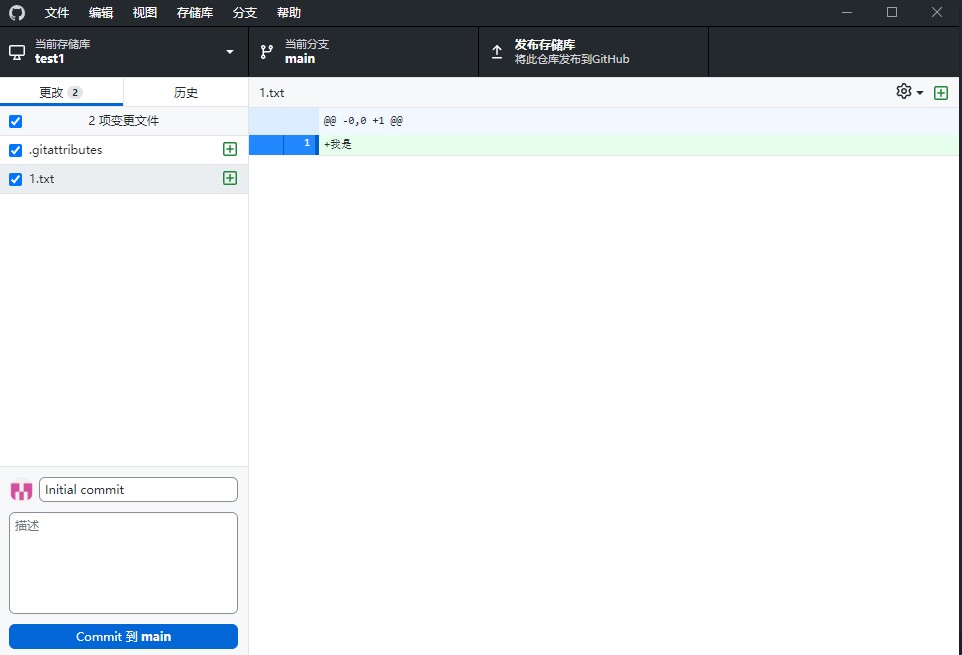 文件 编辑 视图 存储库 分支 帮助
当前存储库
test1
当前分支
main
发布存储库
将此仓库发布到GitHub
更改 2
历史
2 项变更文件
.gitattributes
1.txt
1.txt
@@ -0,0 +1 @@
1 +我是
Initial commit
描述
Commit 到 main